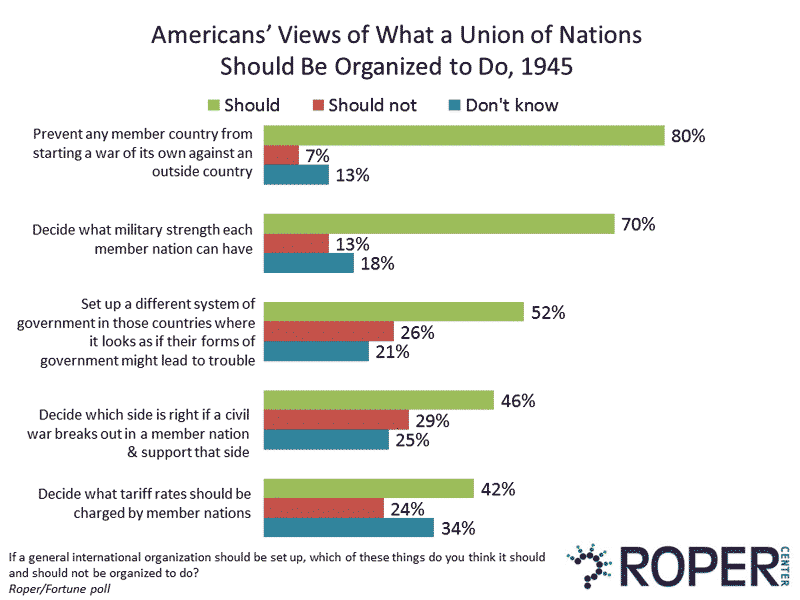 Americans’ Views of What a Union of Nations
Should Be Organized to Do, 1945
Should Should not Don't know
Prevent any member country from
starting a war of its own against an
outside country
80%
7%
13%
Decide what military strength each
member nation can have
70%
13%
18%
Set up a different system of
government in those countries where
it looks as if their forms of
government might lead to trouble
52%
26%
21%
Decide which side is right if a civil
war breaks out in a member nation
& support that side
46%
29%
25%
Decide what tariff rates should be
charged by member nations
42%
24%
34%
If a general international organization should be set up, which of these things do you think it should
and should not be organized to do?
Roper/Fortune poll
ROPER
CENTER